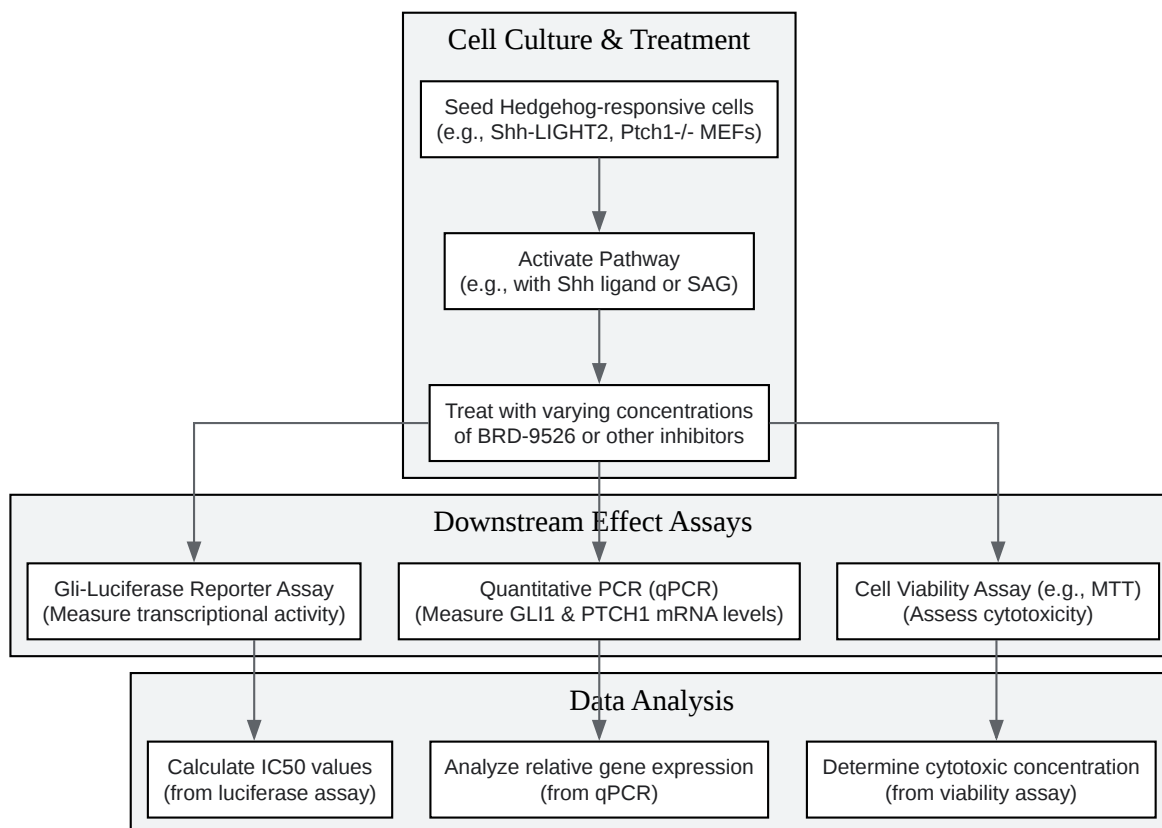 Cell Culture & Treatment
Seed Hedgehog-responsive cells
(e.g., Shh-LIGHT2, Ptch1-/- MEFs)
Activate Pathway
(e.g., with Shh ligand or SAG)
Treat with varying concentrations
of BRD-9526 or other inhibitors
Downstream Effect Assays
Gli-Luciferase Reporter Assay
(Measure transcriptional activity)
Quantitative PCR (qPCR)
(Measure GLI1 & PTCH1 mRNA levels)
Cell Viability Assay (e.g., MTT)
(Assess cytotoxicity)
Data Analysis
Calculate IC50 values
(from luciferase assay)
Analyze relative gene expression
(from qPCR)
Determine cytotoxic concentration
(from viability assay)